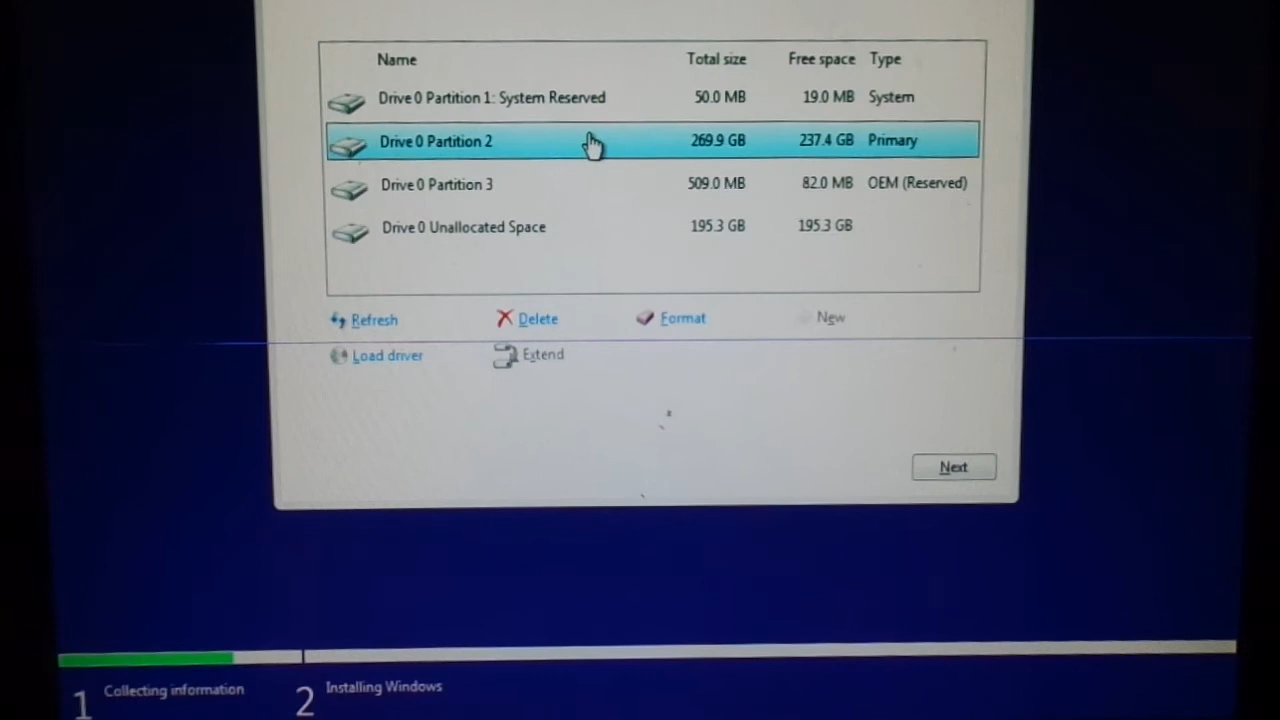 Name Total size Free space Type
Drive 0 Partition 1: System Reserved 50.0 MB 19.0 MB System
Drive 0 Partition 2 269.9 GB 237.4 GB Primary
Drive 0 Partition 3 509.0 MB 82.0 MB OEM (Reserved)
Drive 0 Unallocated Space 195.3 GB 195.3 GB
Refresh Delete Format New
Load driver Extend
Next
1 Collecting information 2 Installing Windows